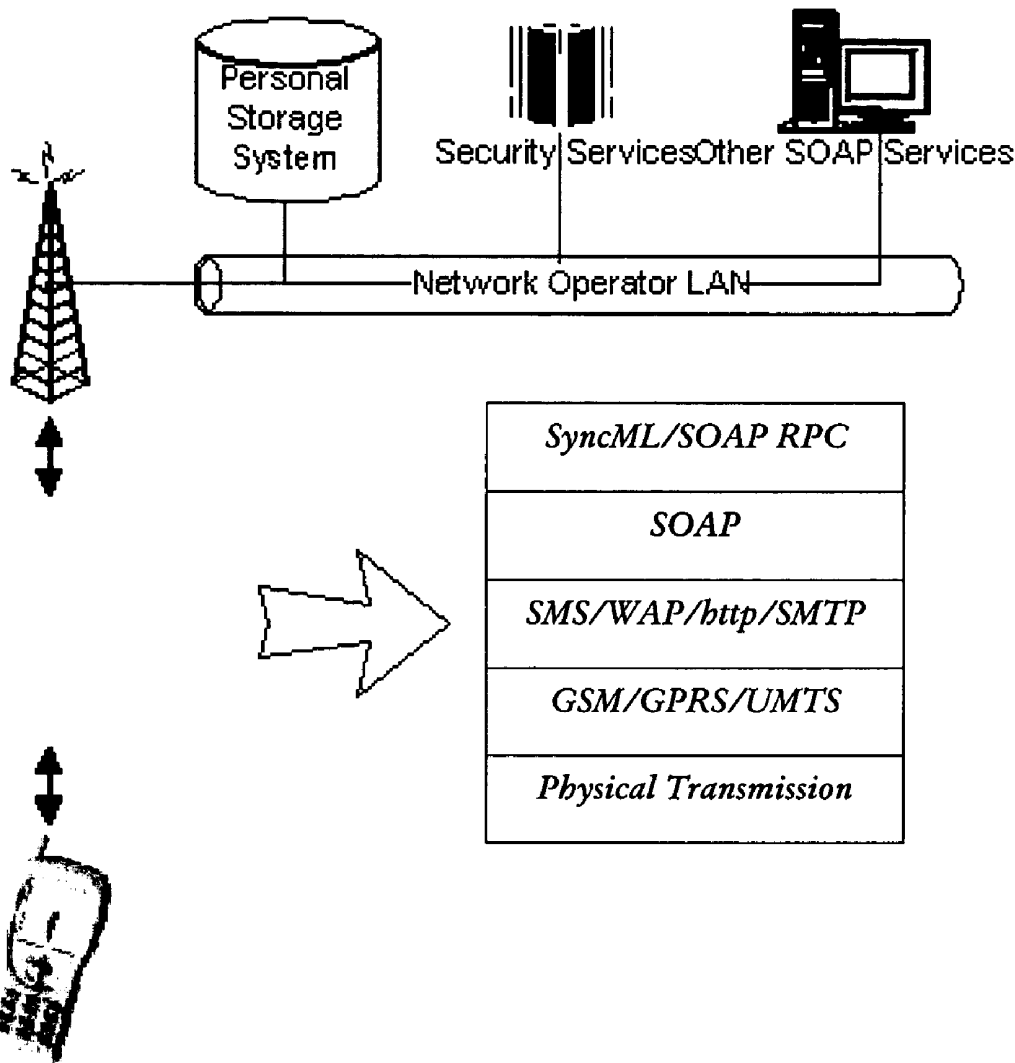 Personal
Storage
System
Security Services
Other SOAP Services
Network Operator LAN
SyncML/SOAP RPC
SOAP
SMS/WAP/http/SMTP
GSM/GPRS/UMTS
Physical Transmission